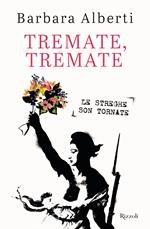 Barbara Alberti
TREMATE,
TREMATE
LE STREGHE
SON TORNATE
Rizzoli